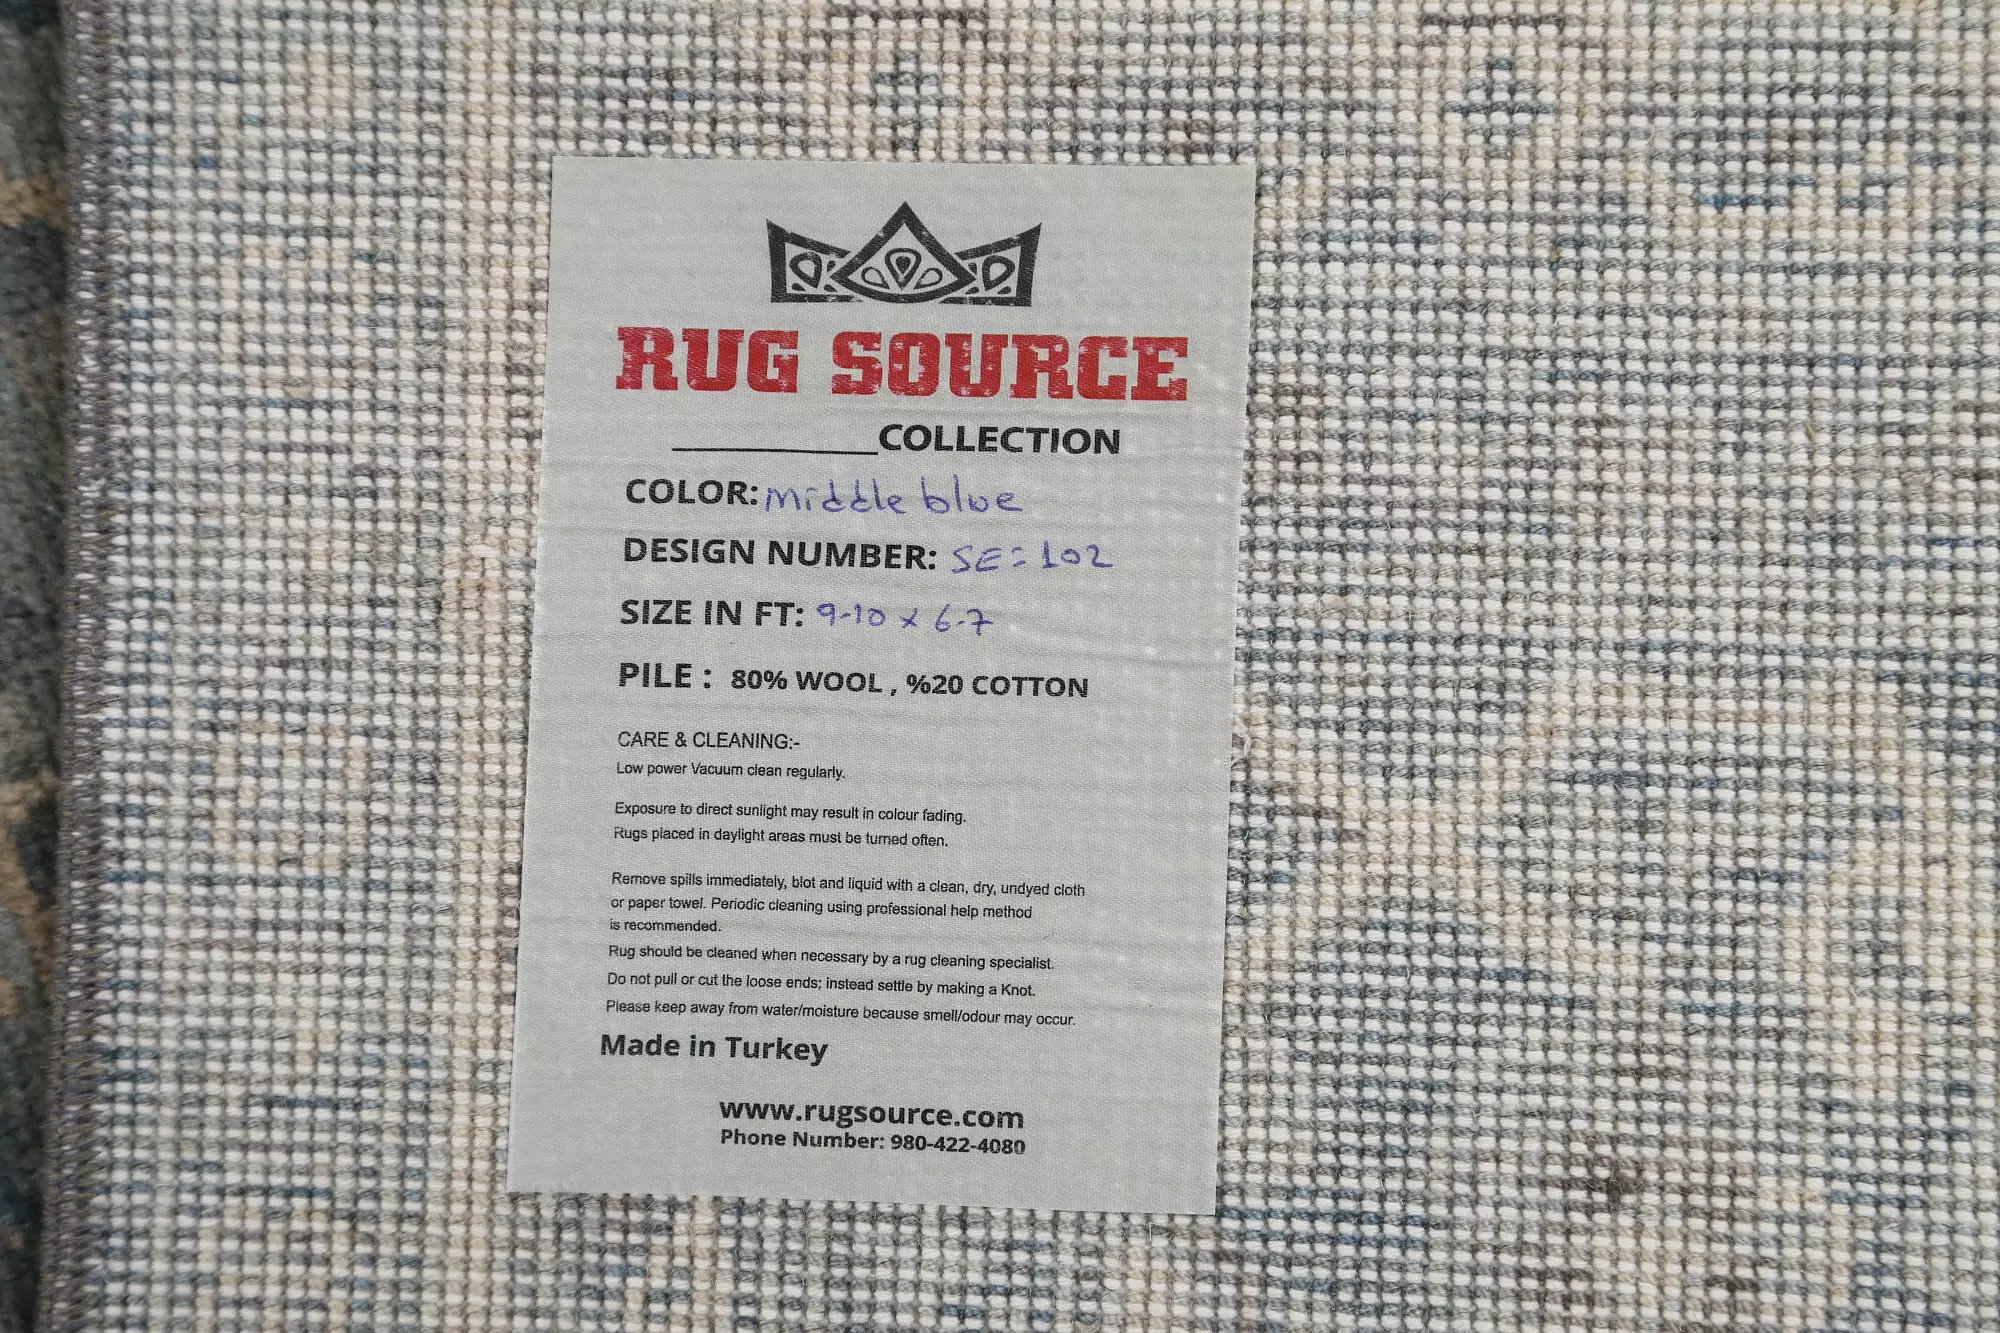 RUG SOURCE
__________COLLECTION
COLOR: middle blue
DESIGN NUMBER: SE=102
SIZE IN FT: 9-10 x 6-7
PILE : 80% WOOL , %20 COTTON
CARE & CLEANING:-
Low power Vacuum clean regularly.
Exposure to direct sunlight may result in colour fading.
Rugs placed in daylight areas must be turned often.
Remove spills immediately, blot and liquid with a clean, dry, undyed cloth
or paper towel. Periodic cleaning using professional help method
is recommended.
Rug should be cleaned when necessary by a rug cleaning specialist.
Do not pull or cut the loose ends; instead settle by making a Knot.
Please keep away from water/moisture because smell/odour may occur.
Made in Turkey
www.rugsource.com
Phone Number: 980-422-4080